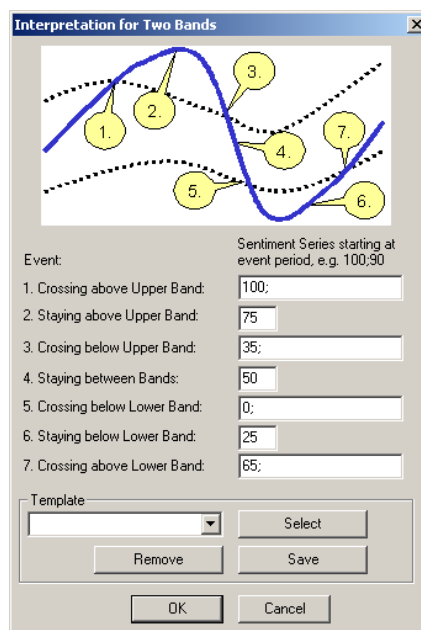 Interpretation for Two Bands
1.
2.
3.
4.
5.
6.
7.
Event:
Sentiment Series starting at
event period, e.g. 100;90
1. Crossing above Upper Band: 100;
2. Staying above Upper Band: 75
3. Crosing below Upper Band: 35;
4. Staying between Bands: 50
5. Crossing below Lower Band: 0;
6. Staying below Lower Band: 25
7. Crossing above Lower Band: 65;
Template
Select
Remove Save
OK Cancel